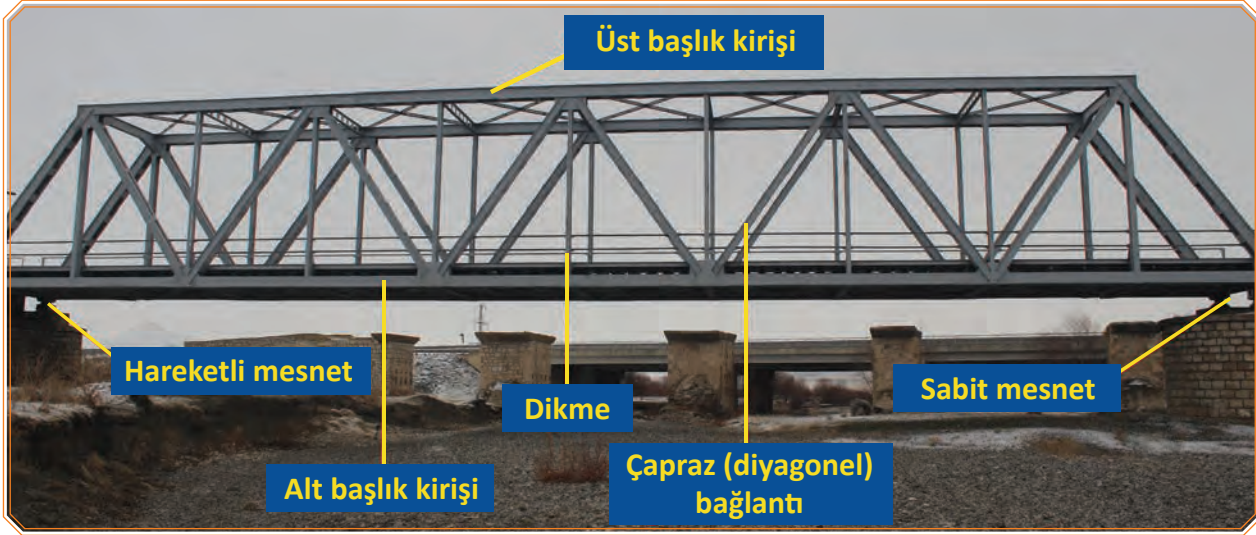 Üst başlık kirişi
Hareketli mesnet
Sabit mesnet
Dikme
Alt başlık kirişi
Çapraz (diyagonel)
bağlantı